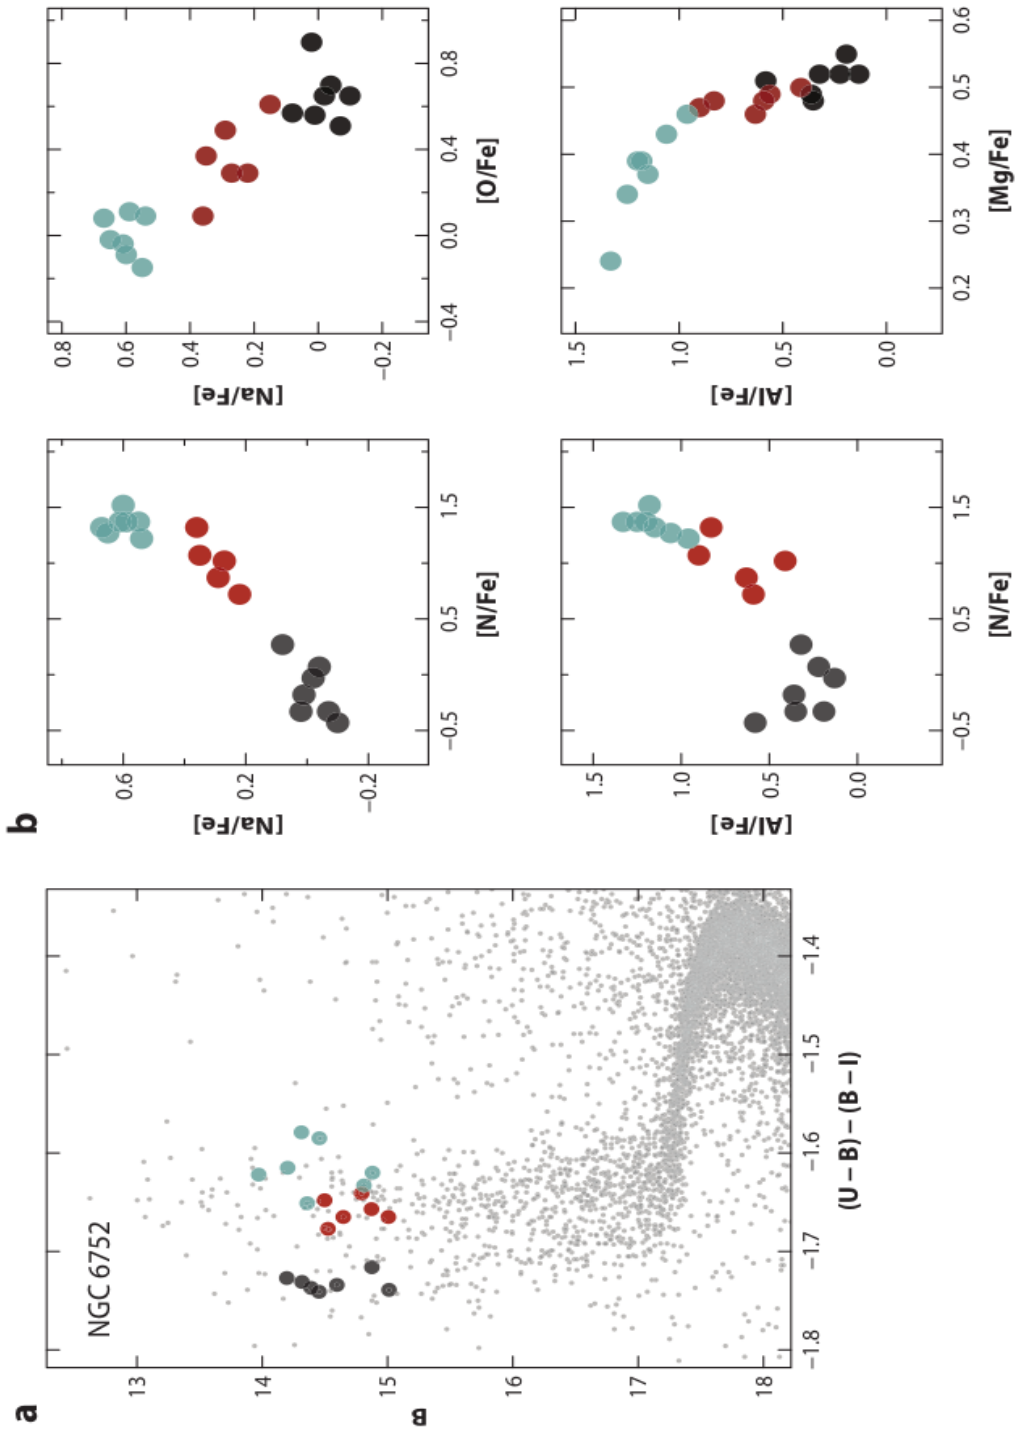 a
NGC 6752
B
13
14
15
16
17
18
−1.8 −1.7 −1.6 −1.5 −1.4
(U – B) – (B – I)
b
[Na/Fe]
0.6
0.2
−0.2
−0.5 0.5 1.5
[N/Fe]
[Na/Fe]
0.8
0.6
0.4
0.2
0
−0.2
−0.4 0.0 0.4 0.8
[O/Fe]
[Al/Fe]
1.5
1.0
0.5
0.0
−0.5 0.5 1.5
[N/Fe]
[Al/Fe]
1.5
1.0
0.5
0.0
0.2 0.3 0.4 0.5 0.6
[Mg/Fe]